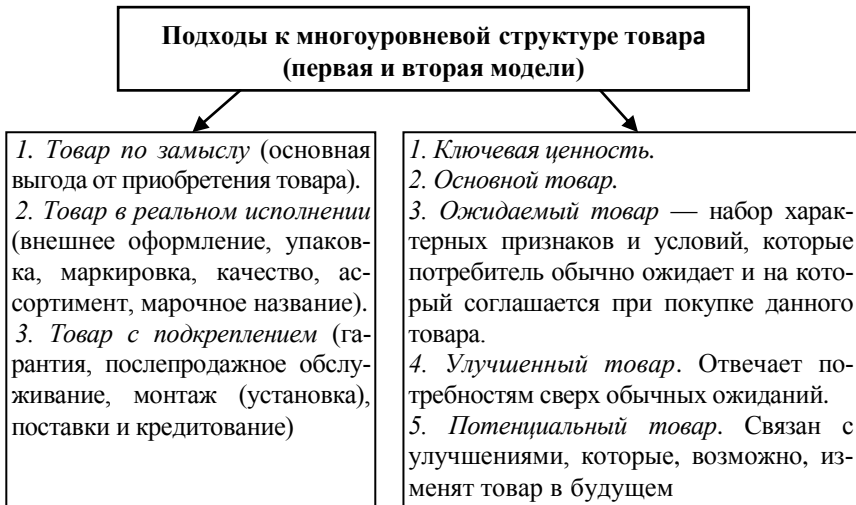 Подходы к многоуровневой структуре товара
(первая и вторая модели)
1. Товар по замыслу (основная
выгода от приобретения товара).
2. Товар в реальном исполнении
(внешнее оформление, упаков-
ка, маркировка, качество, ас-
сортимент, марочное название).
3. Товар с подкреплением (га-
рантия, послепродажное обслу-
живание, монтаж (установка),
поставки и кредитование)
1. Ключевая ценность.
2. Основной товар.
3. Ожидаемый товар — набор харак-
терных признаков и условий, которые
потребитель обычно ожидает и на кото-
рый соглашается при покупке данного
товара.
4. Улучшенный товар. Отвечает по-
требностям сверх обычных ожиданий.
5. Потенциальный товар. Связан с
улучшениями, которые, возможно, из-
менят товар в будущем